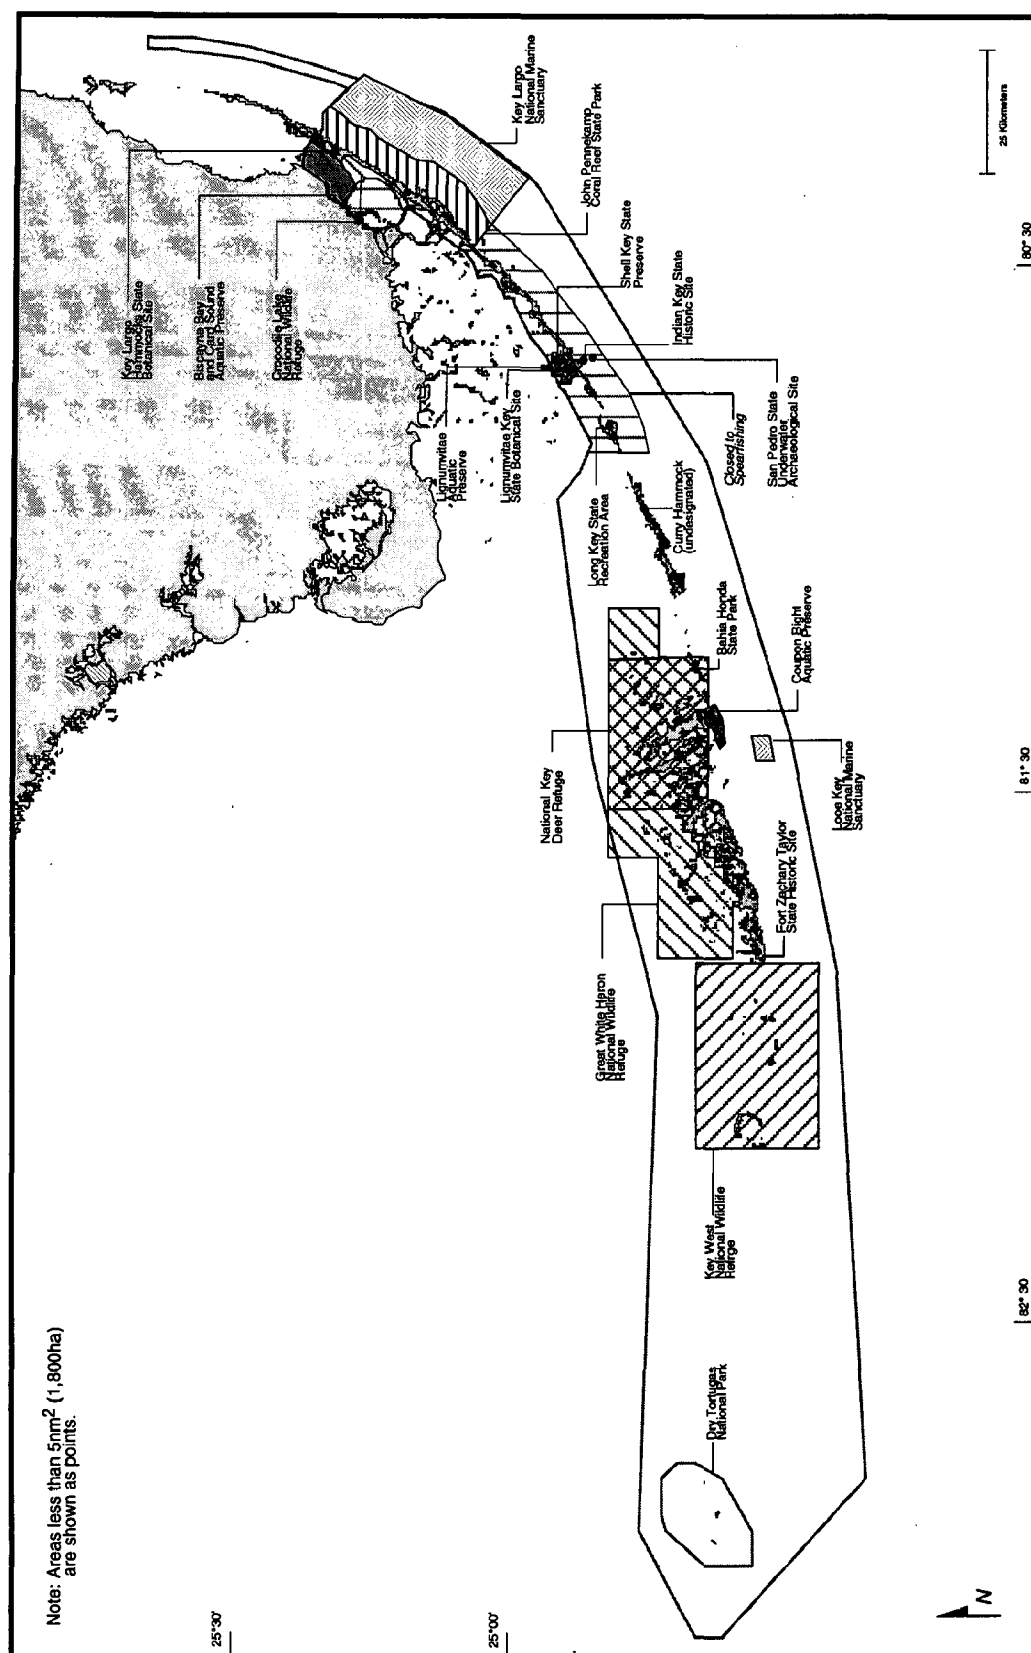 Note: Areas less than 5nm² (1,800ha)
are shown as points.
25° 30'
25° 00'
Key Largo
Hammocks State
Botanical Site
Biscayne Bay
and Card Sound
Aquatic Preserve
Crocodile Lake
National Wildlife
Refuge
Lignumvitae
Aquatic
Preserve
Lignumvitae Key
State Botanical Site
Key Largo
National Marine
Sanctuary
John Pennekamp
Coral Reef State Park
Shell Key State
Preserve
Indian Key State
Historic Site
San Pedro State
Underwater
Archaeological Site
Closed to
Spearfishing
Long Key State
Recreation Area
Curry Hammock
(undesignated)
Bahia Honda
State Park
Coupon Bight
Aquatic Preserve
National Key
Deer Refuge
Looe Key
National Marine
Sanctuary
Fort Zachary Taylor
State Historic Site
Great White Heron
National Wildlife
Refuge
Key West
National Wildlife
Refrge
Dry Tortugas
National Park
N
82° 30
81° 30
80° 30
25 Kilometers